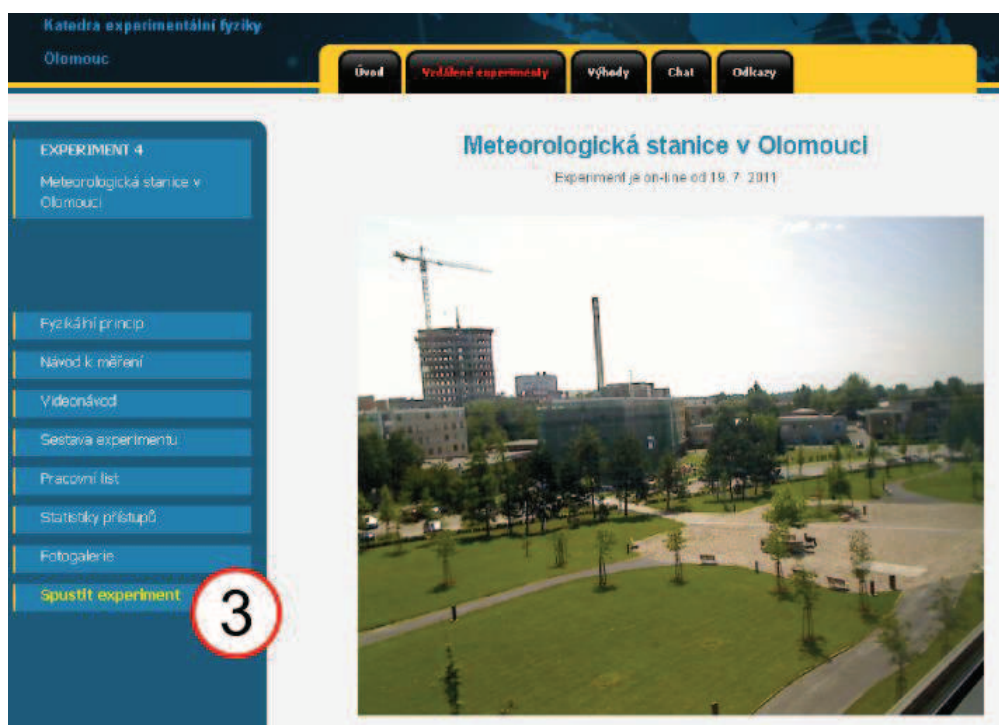 Katedra experimentální fyziky
Olomouc
Úvod
Vzdálené experimenty
Výhody
Chat
Odkazy
EXPERIMENT 4
Meteorologická stanice v
Olomouci
Fyzikální princip
Návod k měření
Videonávod
Sestava experimentu
Pracovní list
Statistiky přístupů
Fotogalerie
Spustit experiment
3
Meteorologická stanice v Olomouci
Experiment je on-line od 19. 7. 2011